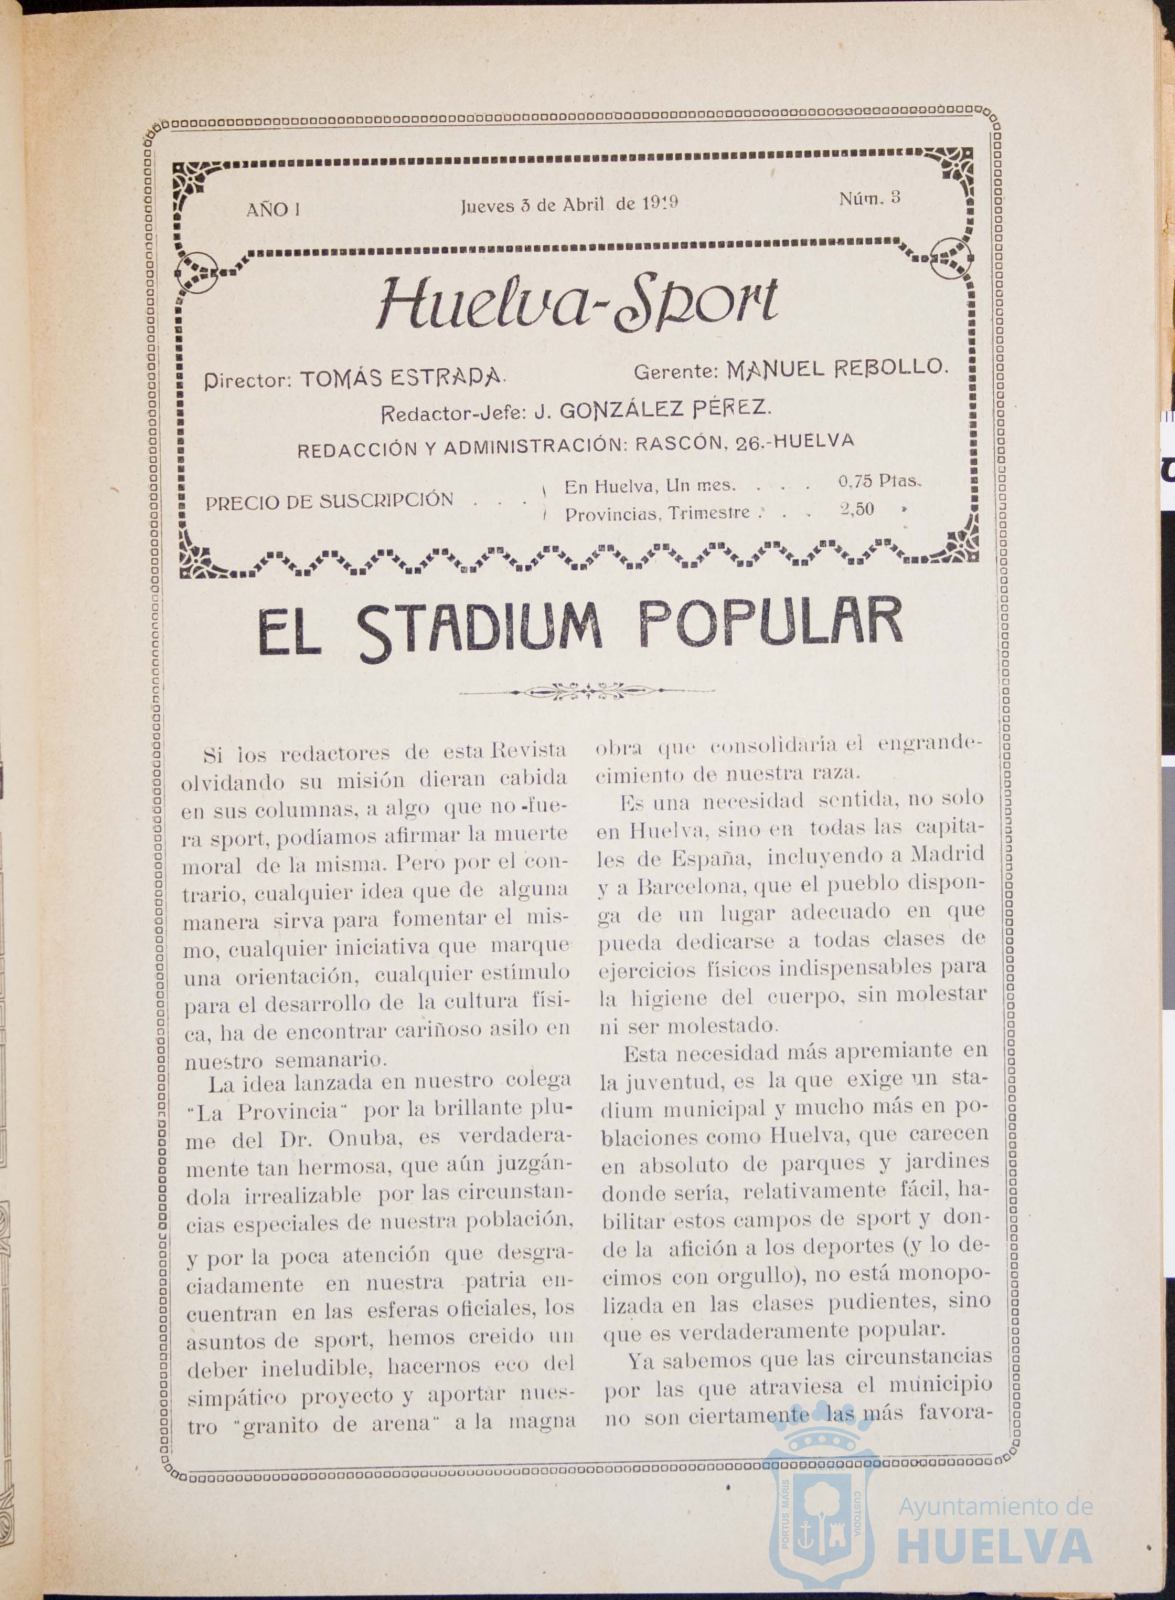 AÑO I
Jueves 3 de Abril de 1919
Núm. 3
Huelva-Sport
Director: TOMÁS ESTRADA.
Gerente: MANUEL REBOLLO.
Redactor-Jefe: J. GONZÁLEZ PÉREZ.
REDACCIÓN Y ADMINISTRACIÓN: RASCÓN, 26.-HUELVA
PRECIO DE SUSCRIPCIÓN . . .
En Huelva, Un mes. . . . 0,75 Ptas.
Provincias, Trimestre . . . 2,50 »
EL STADIUM POPULAR
Si los redactores de esta Revista
olvidando su misión dieran cabida
en sus columnas, a algo que no-fue-
ra sport, podíamos afirmar la muerte
moral de la misma. Pero por el con-
trario, cualquier idea que de alguna
manera sirva para fomentar el mis-
mo, cualquier iniciativa que marque
una orientación, cualquier estímulo
para el desarrollo de la cultura físi-
ca, ha de encontrar cariñoso asilo en
nuestro semanario.
La idea lanzada en nuestro colega
"La Provincia" por la brillante plu-
me del Dr. Onuba, es verdadera-
mente tan hermosa, que aún juzgán-
dola irrealizable por las circunstan-
cias especiales de nuestra población,
y por la poca atención que desgra-
ciadamente en nuestra patria en-
cuentran en las esferas oficiales, los
asuntos de sport, hemos creido un
deber ineludible, hacernos eco del
simpático proyecto y aportar nues-
tro "granito de arena" a la magna
obra que consolidaría el engrande-
cimiento de nuestra raza.
Es una necesidad sentida, no solo
en Huelva, sino en todas las capita-
les de España, incluyendo a Madrid
y a Barcelona, que el pueblo dispon-
ga de un lugar adecuado en que
pueda dedicarse a todas clases de
ejercicios físicos indispensables para
la higiene del cuerpo, sin molestar
ni ser molestado.
Esta necesidad más apremiante en
la juventud, es la que exige un sta-
dium municipal y mucho más en po-
blaciones como Huelva, que carecen
en absoluto de parques y jardines
donde sería, relativamente fácil, ha-
bilitar estos campos de sport y don-
de la afición a los deportes (y lo de-
cimos con orgullo), no está monopo-
lizada en las clases pudientes, sino
que es verdaderamente popular.
Ya sabemos que las circunstancias
por las que atraviesa el municipio
no son ciertamente las más favora-
PORTUS MARIS
CUSTODIA
Ayuntamiento de
HUELVA